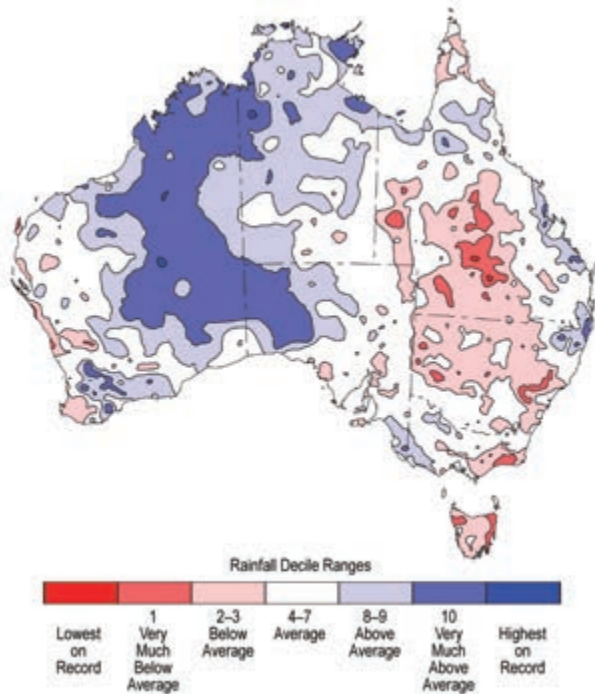 Rainfall Decile Ranges
Lowest
on
Record
1
Very
Much
Below
Average
2–3
Below
Average
4–7
Average
8–9
Above
Average
10
Very
Much
Above
Average
Highest
on
Record